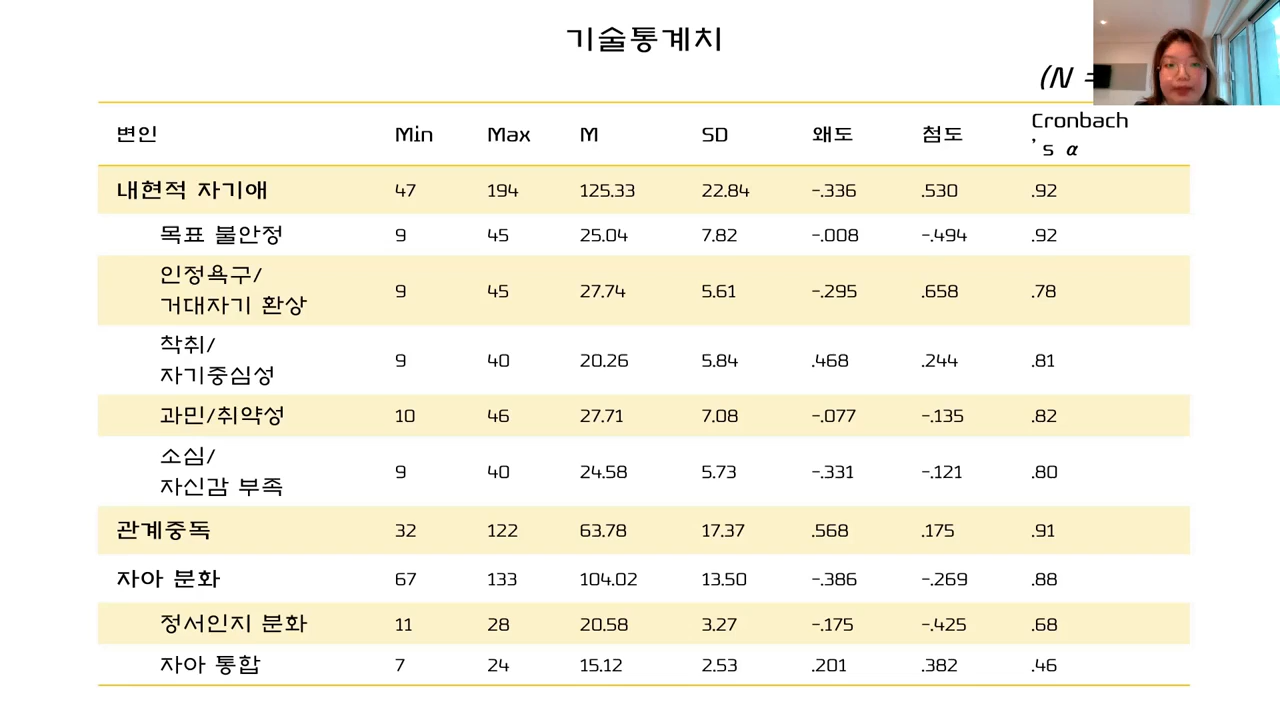 기술통계치
(N =
변인 Min Max M SD 왜도 첨도 Cronbach
's α
내현적 자기애 47 194 125.33 22.84 -.336 .530 .92
목표 불안정 9 45 25.04 7.82 -.008 -.494 .92
인정욕구/
거대자기 환상 9 45 27.74 5.61 -.295 .658 .78
착취/
자기중심성 9 40 20.26 5.84 .468 .244 .81
과민/취약성 10 46 27.71 7.08 -.077 -.135 .82
소심/
자신감 부족 9 40 24.58 5.73 -.331 -.121 .80
관계중독 32 122 63.78 17.37 .568 .175 .91
자아 분화 67 133 104.02 13.50 -.386 -.269 .88
정서인지 분화 11 28 20.58 3.27 -.175 -.425 .68
자아 통합 7 24 15.12 2.53 .201 .382 .46